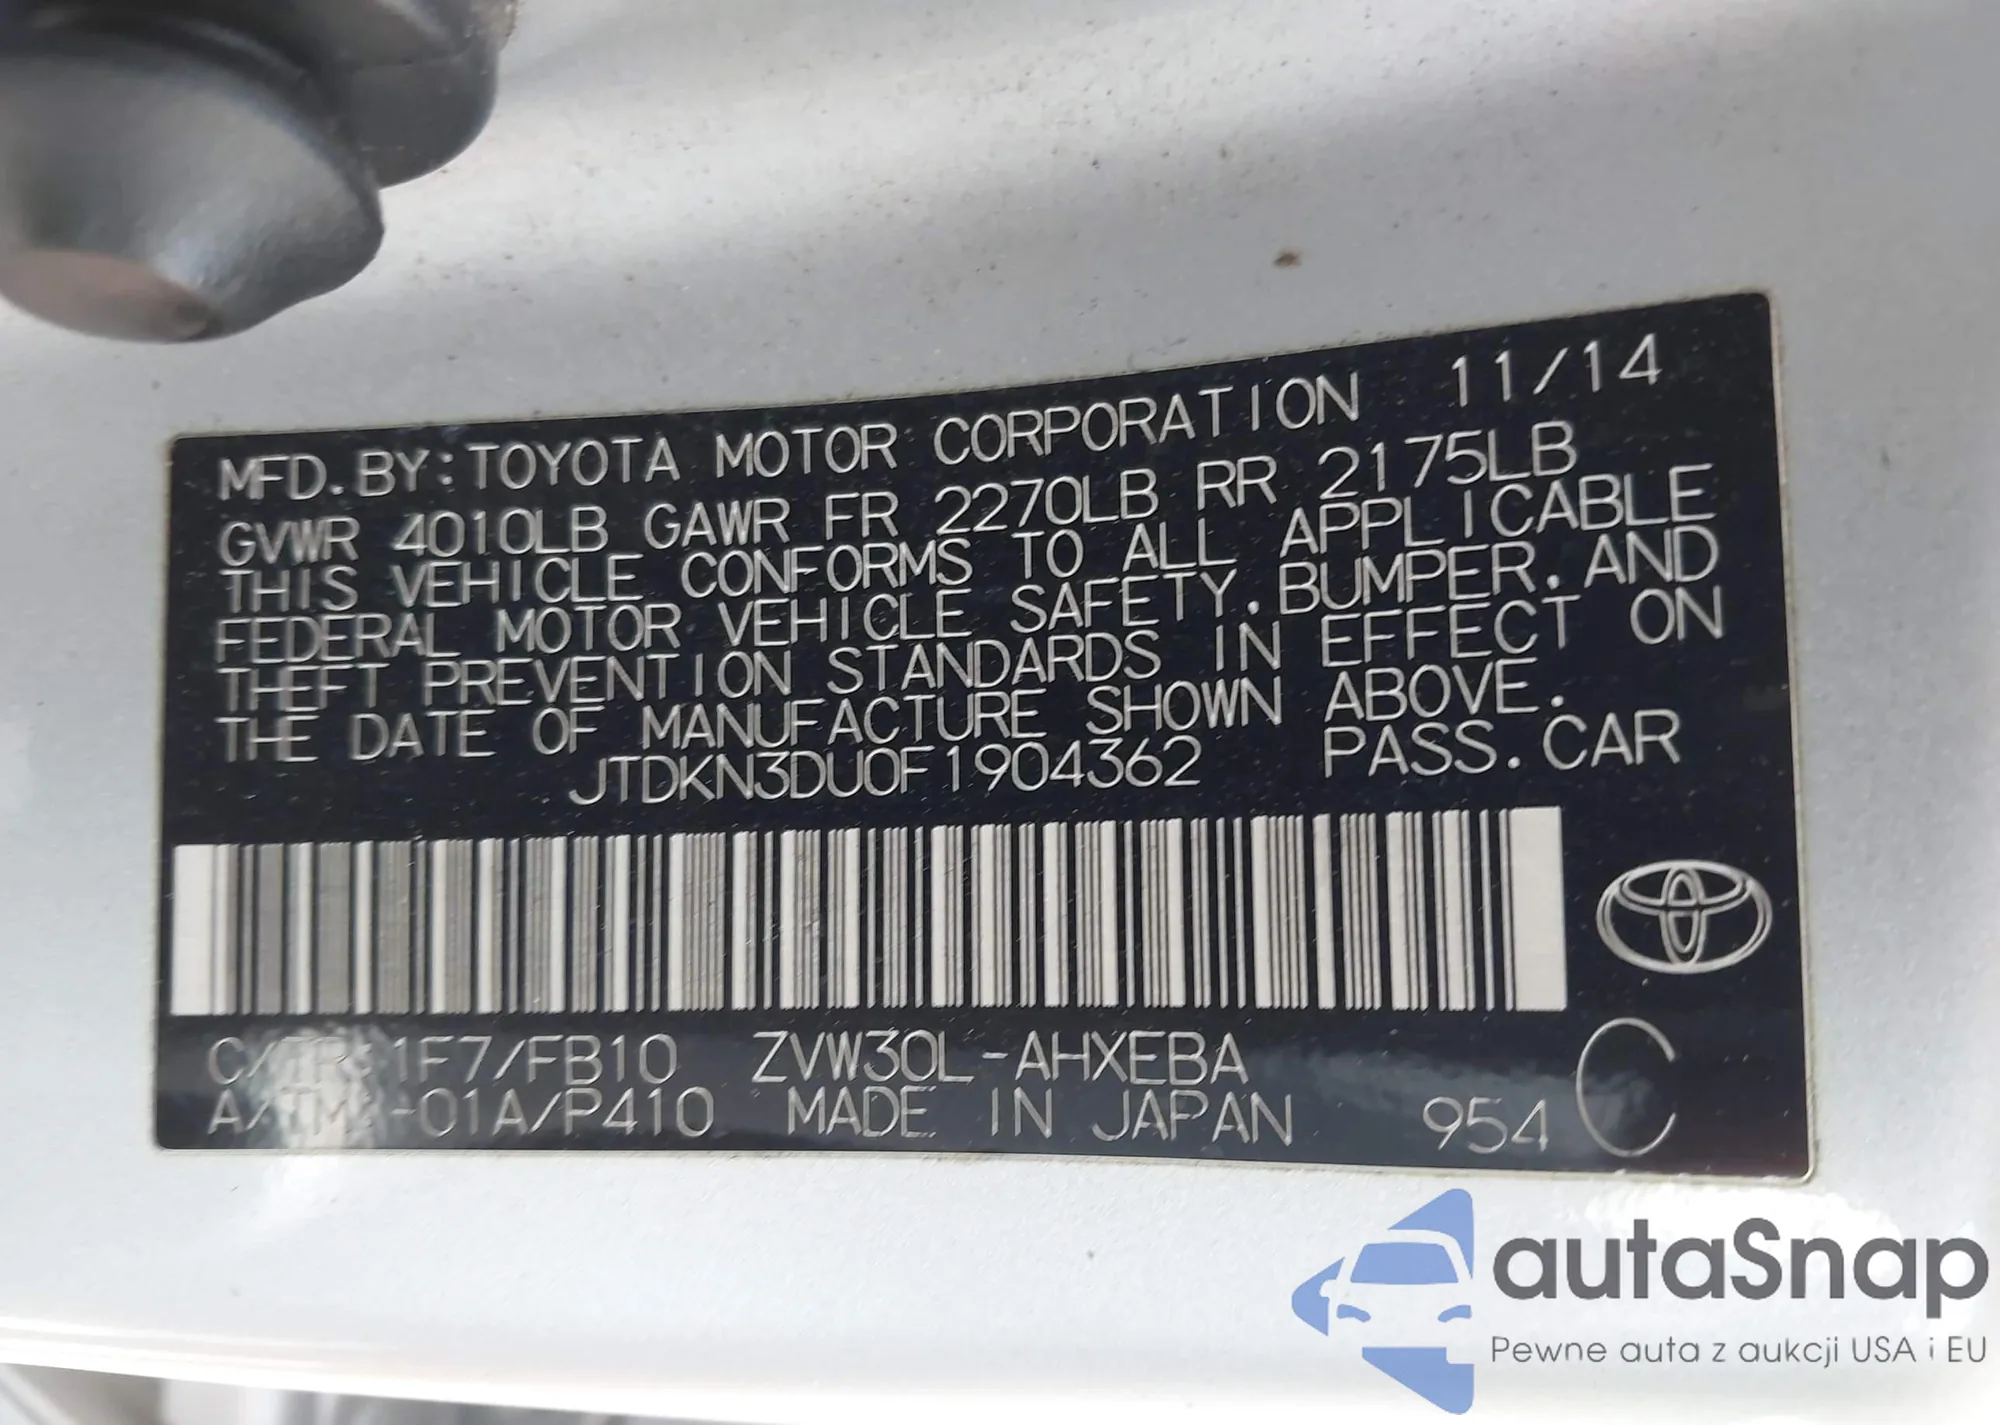 MFD.BY:TOYOTA MOTOR CORPORATION 11/14
GVWR 4010LB GAWR FR 2270LB RR 2175LB
THIS VEHICLE CONFORMS TO ALL APPLICABLE
FEDERAL MOTOR VEHICLE SAFETY,BUMPER,AND
THEFT PREVENTION STANDARDS IN EFFECT ON
THE DATE OF MANUFACTURE SHOWN ABOVE.
JTDKN3DU0F1904362 PASS.CAR
1F7/FB10 ZVW30L-AHXEBA
-01A/P410 MADE IN JAPAN 954 C
autaSnap
Pewne auta z aukcji USA i EU